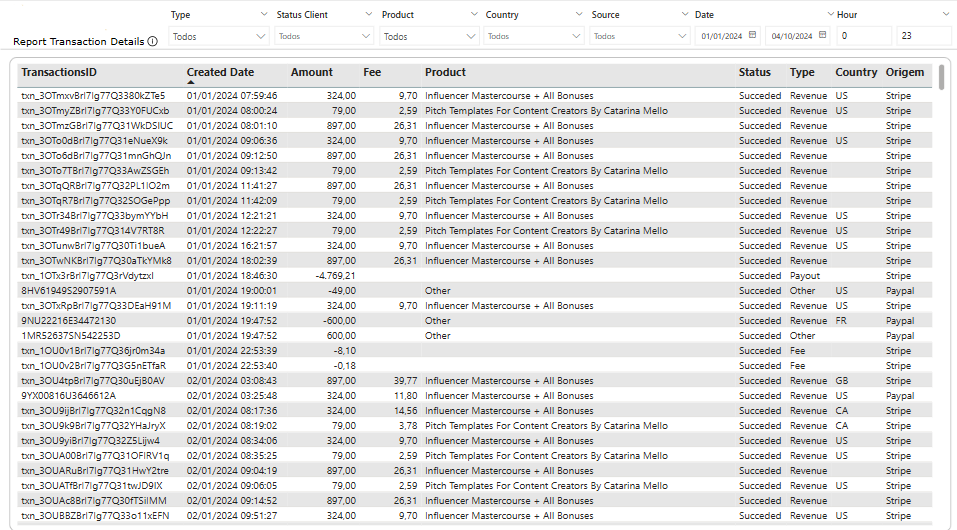 Type Status Client Product Country Source Date Hour
Report Transaction Details Todos Todos Todos Todos Todos 01/01/2024 04/10/2024 0 23
TransactionsID Created Date Amount Fee Product Status Type Country Origem
txn_3OTmxvBrI7lg77Q3380kZTe5 01/01/2024 07:59:46 324,00 9,70 Influencer Mastercourse + All Bonuses Succeded Revenue US Stripe
txn_3OTmyZBrI7lg77Q33Y0FUCxb 01/01/2024 08:00:24 79,00 2,59 Pitch Templates For Content Creators By Catarina Mello Succeded Revenue US Stripe
txn_3OTmzGBrI7lg77Q31WkDSIUC 01/01/2024 08:01:10 897,00 26,31 Influencer Mastercourse + All Bonuses Succeded Revenue Stripe
txn_3OTo0dBrI7lg77Q31eNueX9k 01/01/2024 09:06:36 324,00 9,70 Influencer Mastercourse + All Bonuses Succeded Revenue US Stripe
txn_3OTo6dBrI7lg77Q31mnGhQJn 01/01/2024 09:12:50 897,00 26,31 Influencer Mastercourse + All Bonuses Succeded Revenue Stripe
txn_3OTo7TBrI7lg77Q33AwZSGEh 01/01/2024 09:13:42 79,00 2,59 Pitch Templates For Content Creators By Catarina Mello Succeded Revenue Stripe
txn_3OTqQRBrI7lg77Q32PL1IO2m 01/01/2024 11:41:27 897,00 26,31 Influencer Mastercourse + All Bonuses Succeded Revenue Stripe
txn_3OTqR7BrI7lg77Q32SOGePpp 01/01/2024 11:42:09 79,00 2,59 Pitch Templates For Content Creators By Catarina Mello Succeded Revenue Stripe
txn_3OTr34BrI7lg77Q33bymYYbH 01/01/2024 12:21:21 324,00 9,70 Influencer Mastercourse + All Bonuses Succeded Revenue US Stripe
txn_3OTr49BrI7lg77Q314V7RT8R 01/01/2024 12:22:27 79,00 2,59 Pitch Templates For Content Creators By Catarina Mello Succeded Revenue US Stripe
txn_3OTunwBrI7lg77Q30Ti1bueA 01/01/2024 16:21:57 324,00 9,70 Influencer Mastercourse + All Bonuses Succeded Revenue US Stripe
txn_3OTwNKBrI7lg77Q30aTkYMk8 01/01/2024 18:02:39 897,00 26,31 Influencer Mastercourse + All Bonuses Succeded Revenue Stripe
txn_1OTx3rBrI7lg77Q3rVdytzxI 01/01/2024 18:46:30 -4.769,21 Succeded Payout Stripe
8HV61949S2907591A 01/01/2024 19:00:01 -49,00 Other Succeded Other US Paypal
txn_3OTxRpBrI7lg77Q33DEaH91M 01/01/2024 19:11:19 324,00 9,70 Influencer Mastercourse + All Bonuses Succeded Revenue US Stripe
9NU22216E34472130 01/01/2024 19:47:52 -600,00 Other Succeded Revenue FR Paypal
1MR52637SN542253D 01/01/2024 19:47:52 600,00 Other Succeded Other Paypal
txn_1OU0v1BrI7lg77Q36jr0m34a 01/01/2024 22:53:39 -8,10 Succeded Fee Stripe
txn_1OU0v2BrI7lg77Q3G5nETfaR 01/01/2024 22:53:40 -0,18 Succeded Fee Stripe
txn_3OU4tpBrI7lg77Q30uEjB0AV 02/01/2024 03:08:43 897,00 39,77 Influencer Mastercourse + All Bonuses Succeded Revenue GB Stripe
9YX00816U3646612A 02/01/2024 03:25:48 324,00 11,80 Influencer Mastercourse + All Bonuses Succeded Revenue US Paypal
txn_3OU9ijBrI7lg77Q32n1CqgN8 02/01/2024 08:17:36 324,00 14,56 Influencer Mastercourse + All Bonuses Succeded Revenue CA Stripe
txn_3OU9k9BrI7lg77Q32YHaJryX 02/01/2024 08:19:02 79,00 3,78 Pitch Templates For Content Creators By Catarina Mello Succeded Revenue CA Stripe
txn_3OU9yiBrI7lg77Q32Z5Lijw4 02/01/2024 08:34:06 324,00 9,70 Influencer Mastercourse + All Bonuses Succeded Revenue US Stripe
txn_3OUA00BrI7lg77Q31OFIRV1q 02/01/2024 08:35:25 79,00 2,59 Pitch Templates For Content Creators By Catarina Mello Succeded Revenue US Stripe
txn_3OUARuBrI7lg77Q31HwY2tre 02/01/2024 09:04:19 897,00 26,31 Influencer Mastercourse + All Bonuses Succeded Revenue Stripe
txn_3OUATfBrI7lg77Q31twJD9IX 02/01/2024 09:06:05 79,00 2,59 Pitch Templates For Content Creators By Catarina Mello Succeded Revenue US Stripe
txn_3OUAc8BrI7lg77Q30fTSiIMM 02/01/2024 09:14:52 897,00 26,31 Influencer Mastercourse + All Bonuses Succeded Revenue Stripe
txn_3OUBBZBrI7lg77Q33o11xEFN 02/01/2024 09:51:27 324,00 9,70 Influencer Mastercourse + All Bonuses Succeded Revenue US Stripe